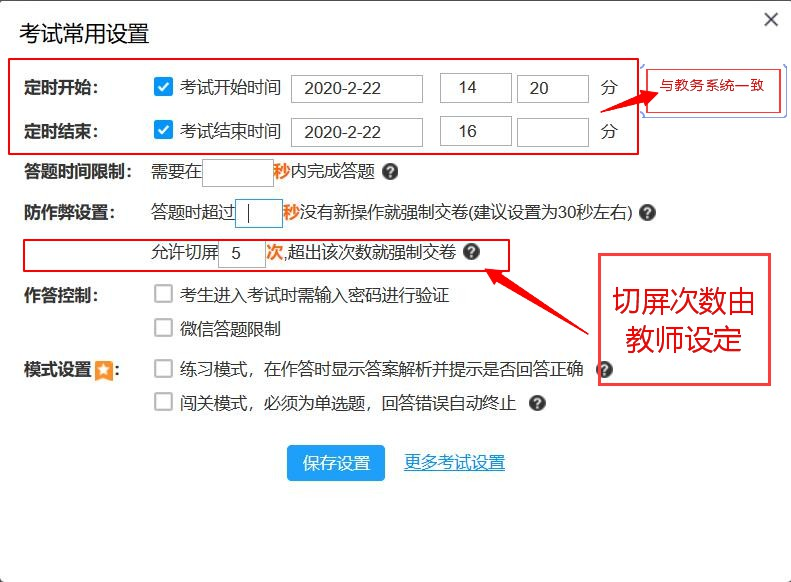 考试常用设置
定时开始： 考试开始时间 2020-2-22 14 20 分
与教务系统一致
定时结束： 考试结束时间 2020-2-22 16 分
答题时间限制： 需要在 秒内完成答题 ?
防作弊设置： 答题时超过 秒没有新操作就强制交卷(建议设置为30秒左右) ?
允许切屏 5 次,超出该次数就强制交卷 ?
切屏次数由
教师设定
作答控制： 考生进入考试时需输入密码进行验证
微信答题限制
模式设置： 练习模式，在作答时显示答案解析并提示是否回答正确 ?
闯关模式，必须为单选题，回答错误自动终止 ?
保存设置 更多考试设置